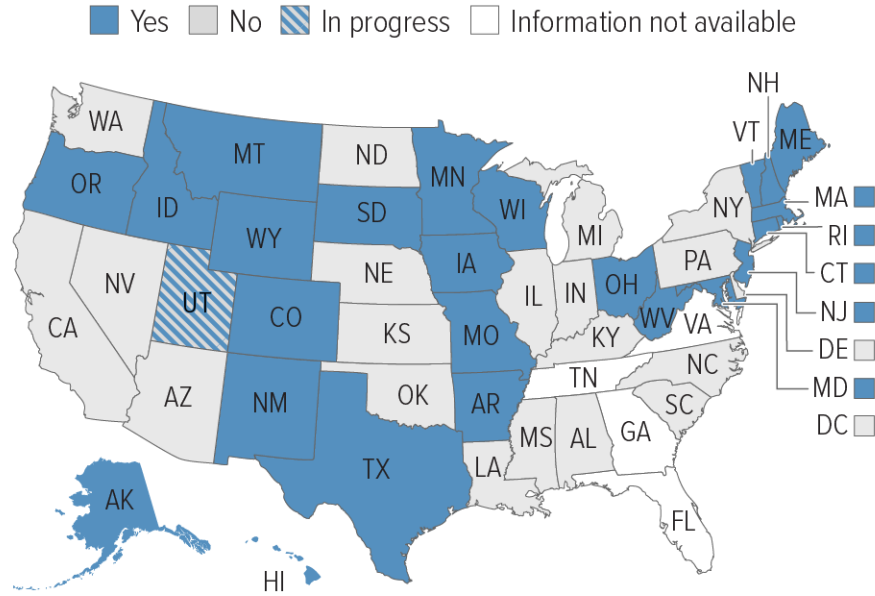 Yes No In progress Information not available
NH
VT
WA
ME
MT
ND
MN
OR
MA
ID
SD
WI
NY
RI
WY
MI
IA
PA
CT
NE
NV
OH
UT
IL
IN
NJ
CO
WV
VA
CA
KS
MO
KY
DE
NC
TN
MD
AZ
NM
OK
AR
SC
DC
MS
AL
GA
TX
LA
AK
FL
HI